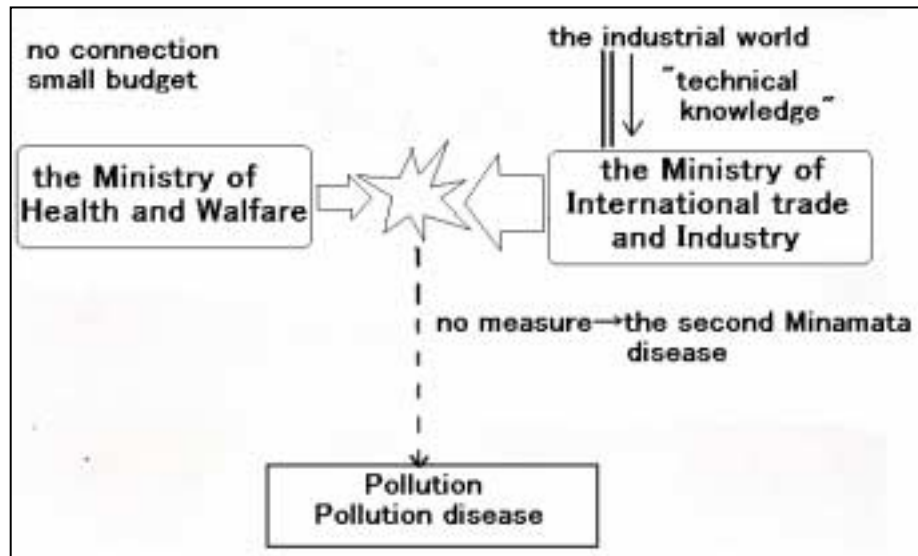 no connection
small budget
the industrial world
"technical
knowledge"
the Ministry of
Health and Walfare
the Ministry of
International trade
and Industry
no measure→the second Minamata
disease
Pollution
Pollution disease